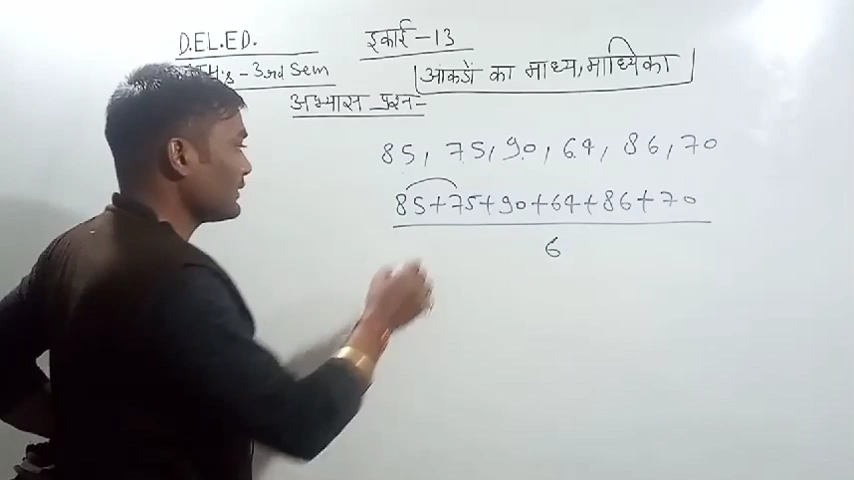 D.EL.ED. इकाई -13
- 3rd Sem आंकडों का माध्य, माध्यिका
अभ्यास प्रश्न-
85, 75, 90, 64, 86, 70
85+75+90+64+86+70
6